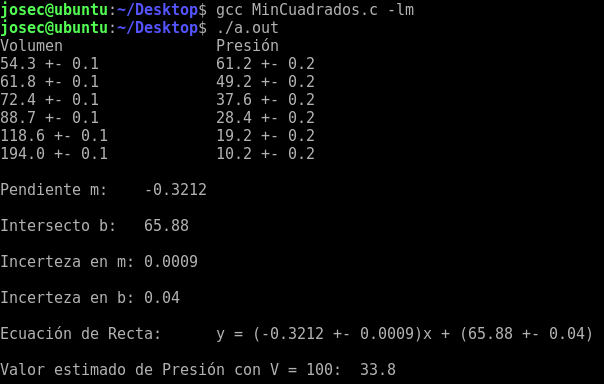 josec@ubuntu:~/Desktop$ gcc MinCuadrados.c -lm
josec@ubuntu:~/Desktop$ ./a.out
Volumen                 Presión
54.3 +- 0.1             61.2 +- 0.2
61.8 +- 0.1             49.2 +- 0.2
72.4 +- 0.1             37.6 +- 0.2
88.7 +- 0.1             28.4 +- 0.2
118.6 +- 0.1            19.2 +- 0.2
194.0 +- 0.1            10.2 +- 0.2
Pendiente m:    -0.3212
Intersecto b:   65.88
Incerteza en m: 0.0009
Incerteza en b: 0.04
Ecuación de Recta:      y = (-0.3212 +- 0.0009)x + (65.88 +- 0.04)
Valor estimado de Presión con V = 100:  33.8